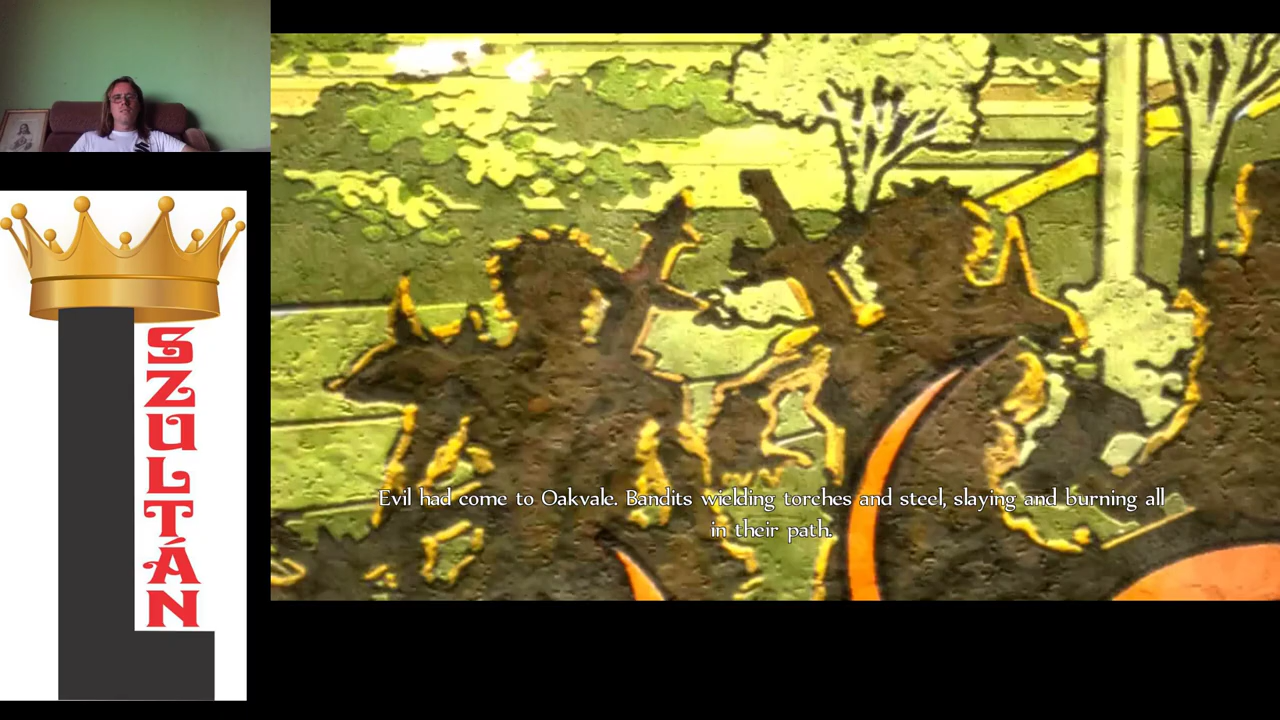 SZULTÁN
Evil had come to Oakvale. Bandits wielding torches and steel, slaying and burning all
in their path.